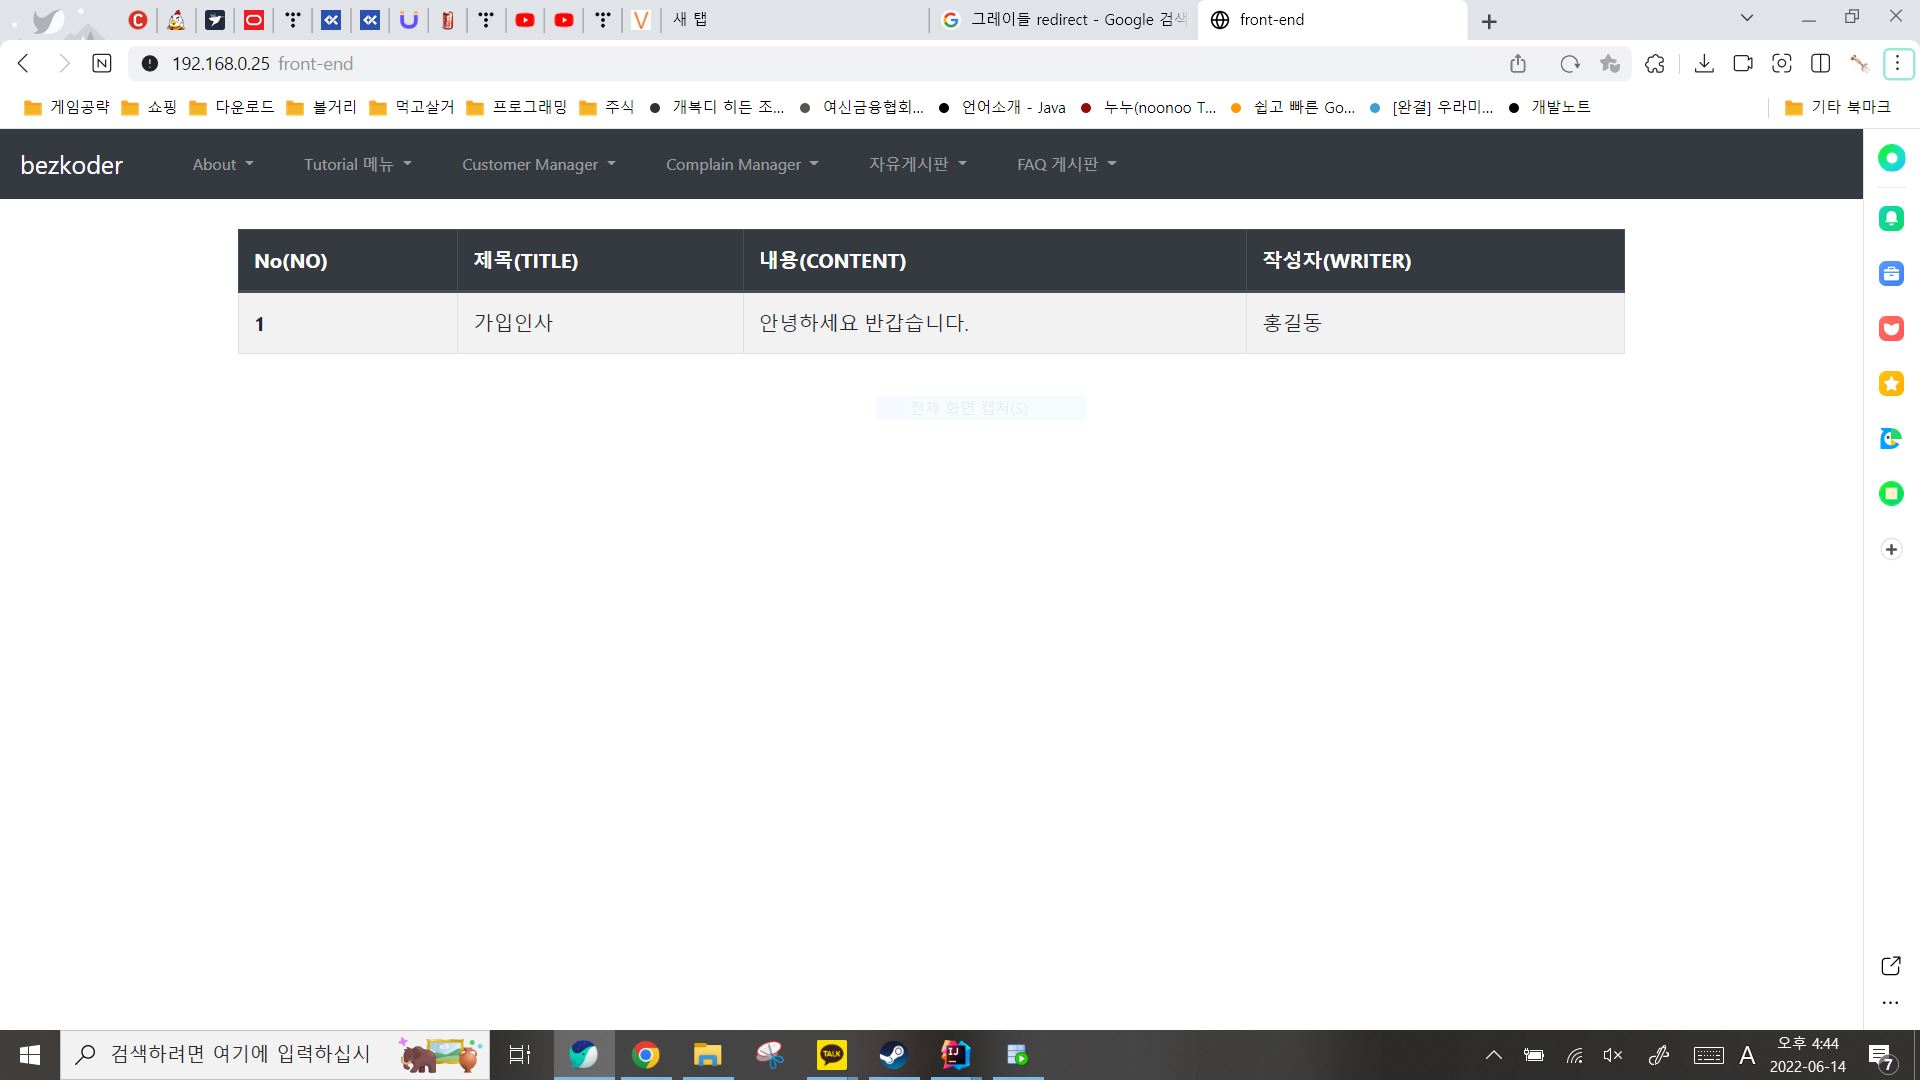 새 탭
그레이들 redirect - Google 검색
front-end
192.168.0.25 front-end
게임공략 쇼핑 다운로드 볼거리 먹고살거 프로그래밍 주식 개복디 히든 조... 여신금융협회... 언어소개 - Java 누누(noonoo T... 쉽고 빠른 Go... [완결] 우라미... 개발노트 기타 북마크
bezkoder About Tutorial 메뉴 Customer Manager Complain Manager 자유게시판 FAQ 게시판
No(NO) 제목(TITLE) 내용(CONTENT) 작성자(WRITER)
1 가입인사 안녕하세요 반갑습니다. 홍길동
전체 화면 캡처(S)
검색하려면 여기에 입력하십시
TALK
IJ
A
오후 4:44
2022-06-14
7